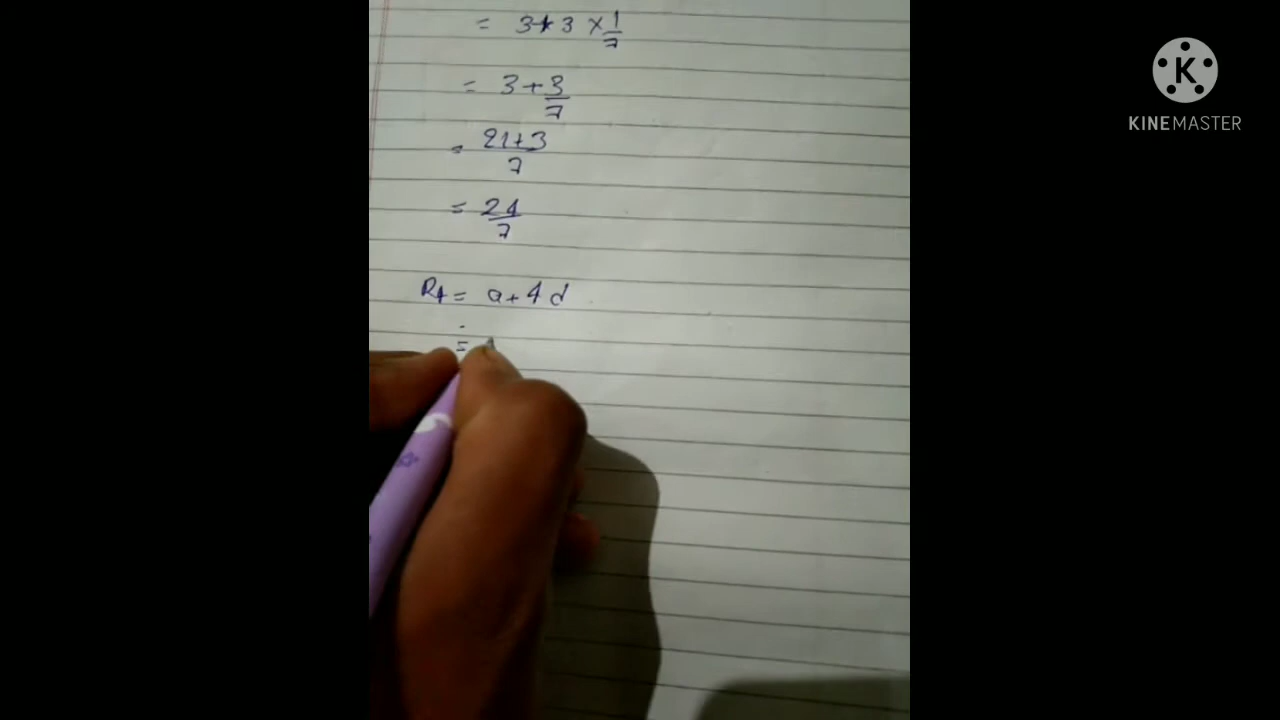 = 3+3 × 1/7
= 3+3/7
= 21+3/7
= 24/7
R4 = a+4d
=
K
KINEMASTER